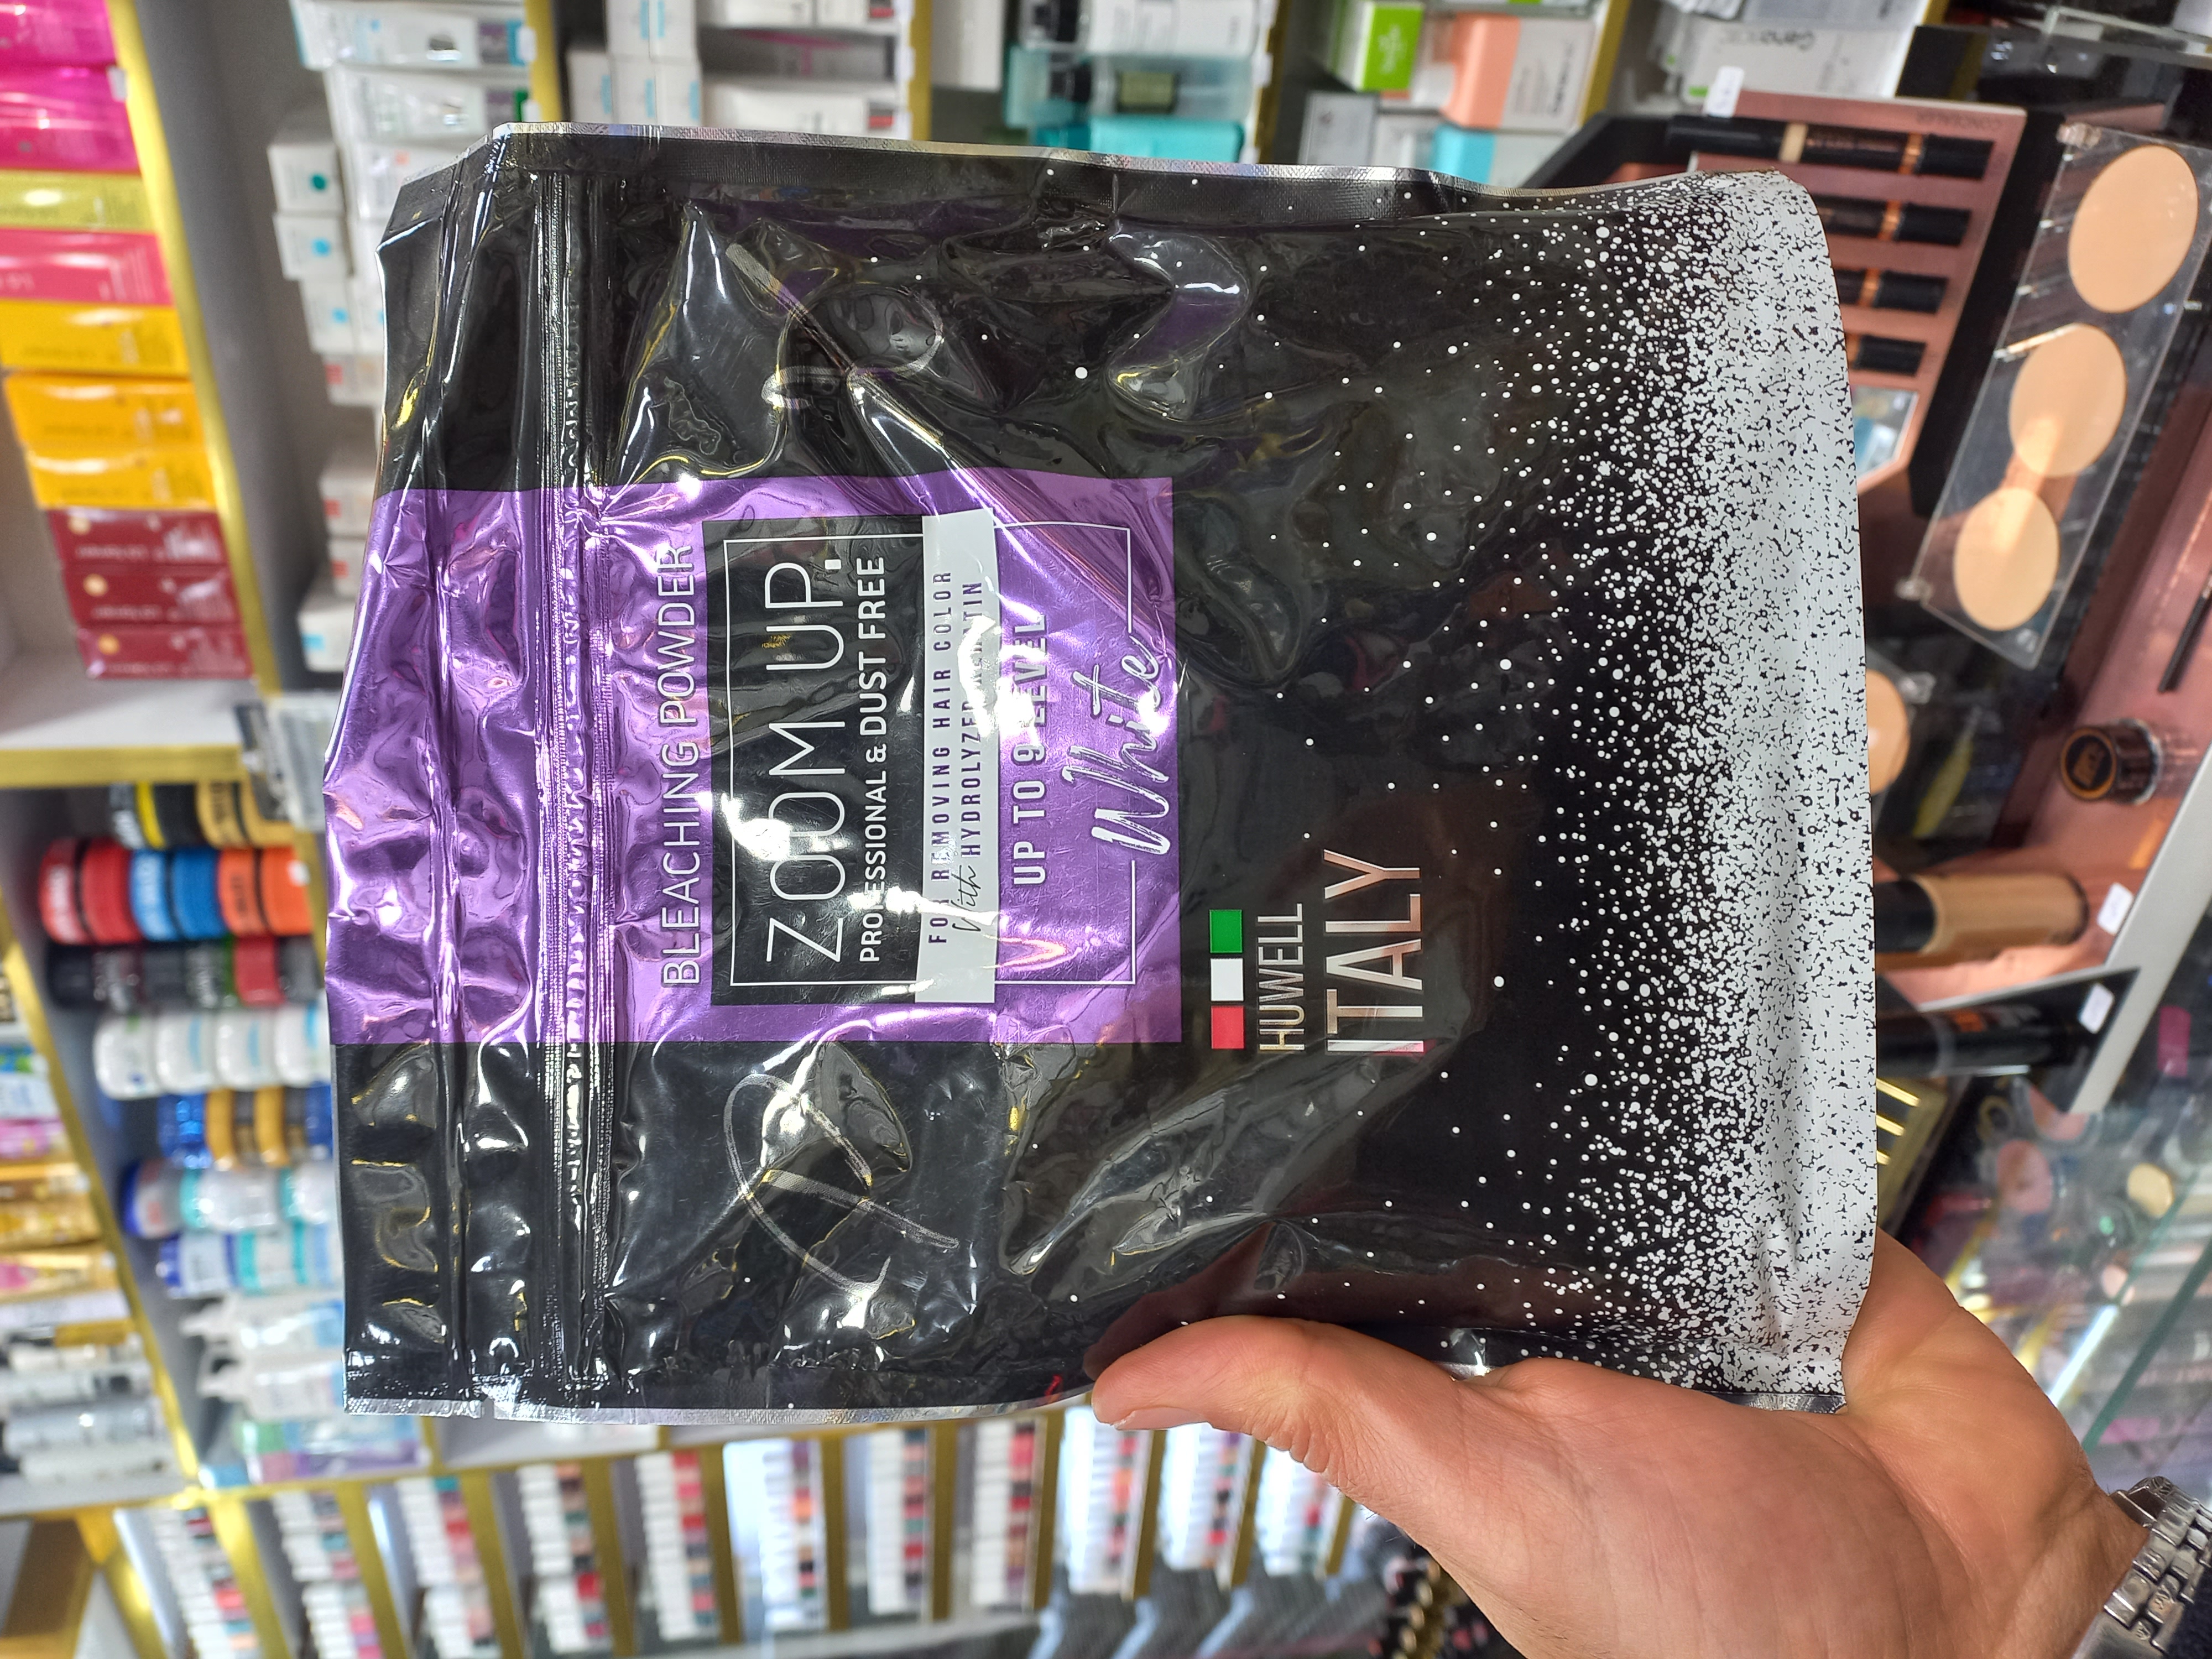 BLEACHING POWDER
ZOOM UP.
PROFESSIONAL & DUST FREE
FOR REMOVING HAIR COLOR
With HYDROLYZED KERATIN
UP TO 9 LEVEL
White
HUWELL
ITALY